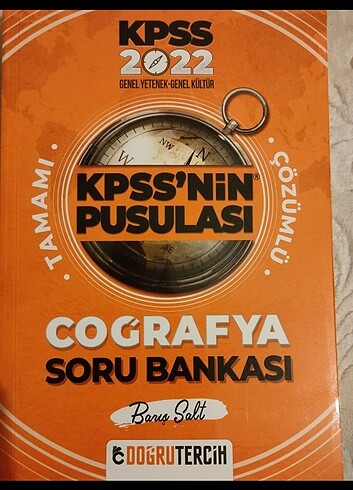 KPSS
2022
GENEL YETENEK-GENEL KÜLTÜR
TAMAMI
ÇÖZÜMLÜ
KPSS'NİN®
PUSULASI
COĞRAFYA
SORU BANKASI
Barış Salt
DOĞRUTERCİH